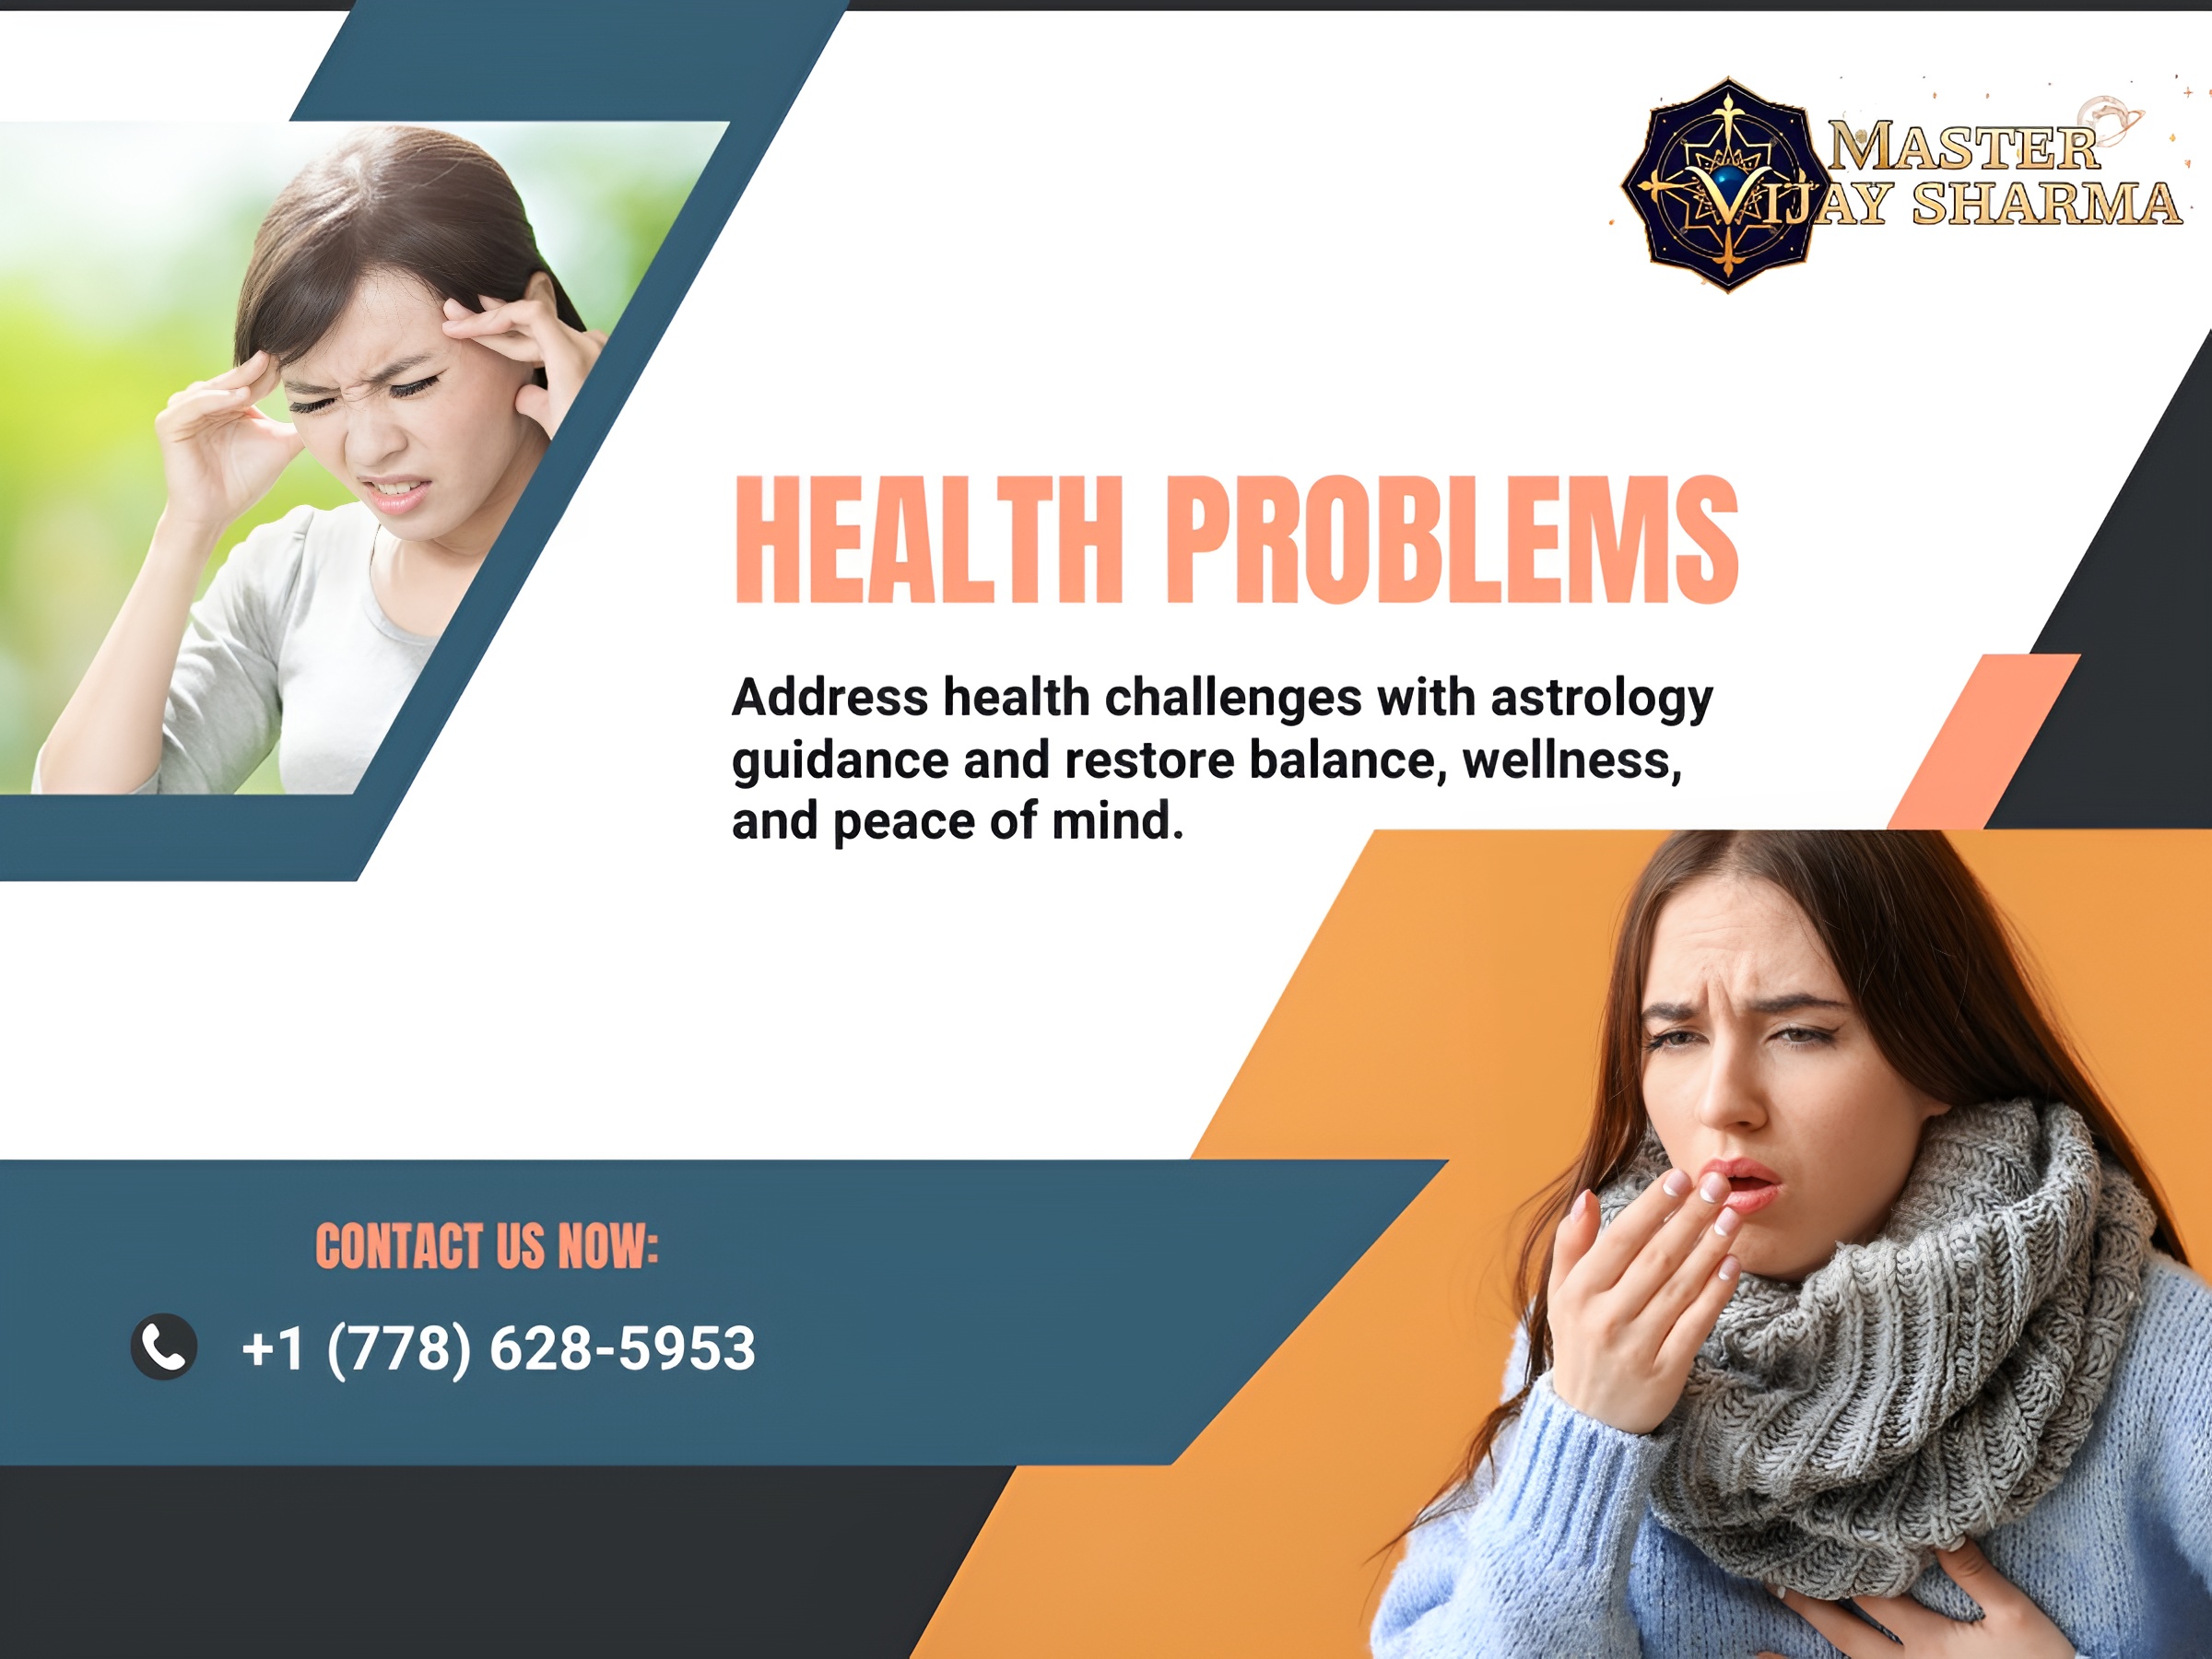 MASTER
VIJAY SHARMA
HEALTH PROBLEMS
Address health challenges with astrology
guidance and restore balance, wellness,
and peace of mind.
CONTACT US NOW:
+1 (778) 628-5953